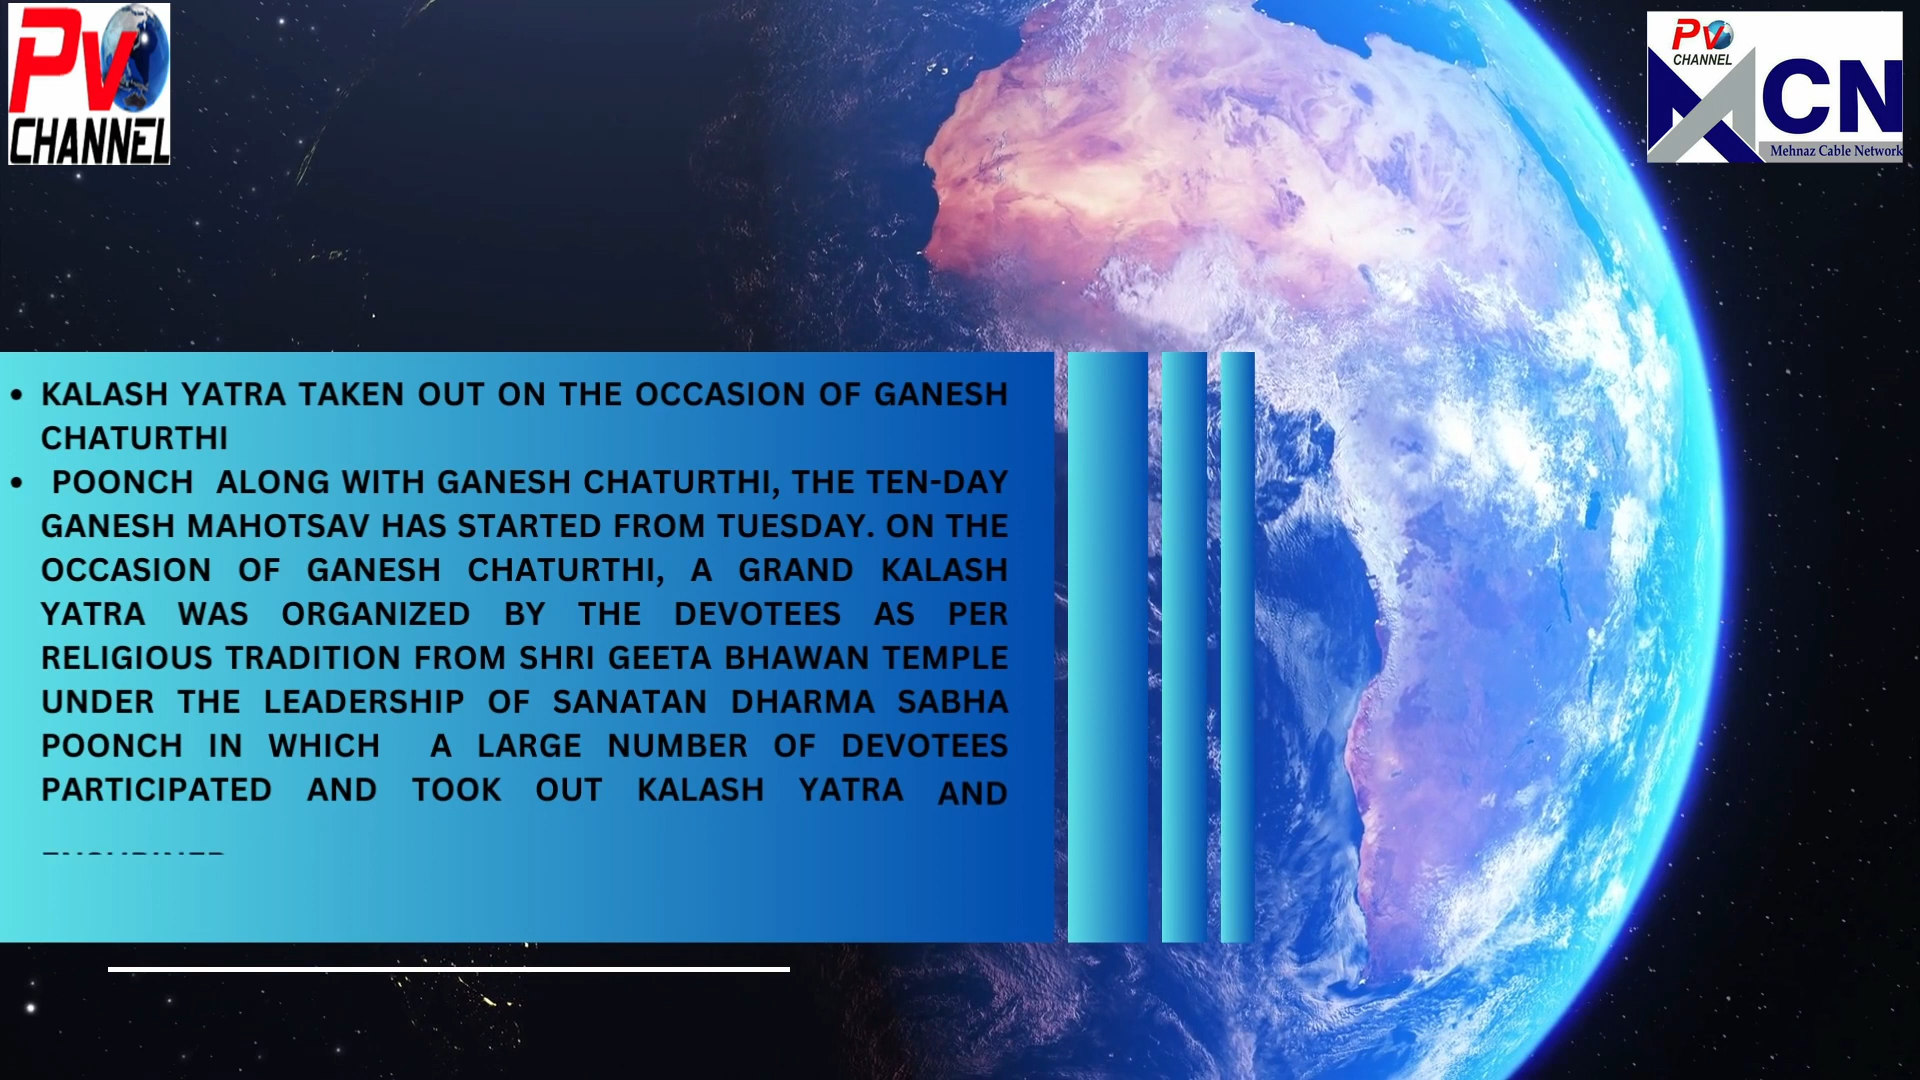 PV
CHANNEL
PV
CHANNEL
MCN
Mehnaz Cable Network
• KALASH YATRA TAKEN OUT ON THE OCCASION OF GANESH
CHATURTHI
• POONCH ALONG WITH GANESH CHATURTHI, THE TEN-DAY
GANESH MAHOTSAV HAS STARTED FROM TUESDAY. ON THE
OCCASION OF GANESH CHATURTHI, A GRAND KALASH
YATRA WAS ORGANIZED BY THE DEVOTEES AS PER
RELIGIOUS TRADITION FROM SHRI GEETA BHAWAN TEMPLE
UNDER THE LEADERSHIP OF SANATAN DHARMA SABHA
POONCH IN WHICH A LARGE NUMBER OF DEVOTEES
PARTICIPATED AND TOOK OUT KALASH YATRA AND